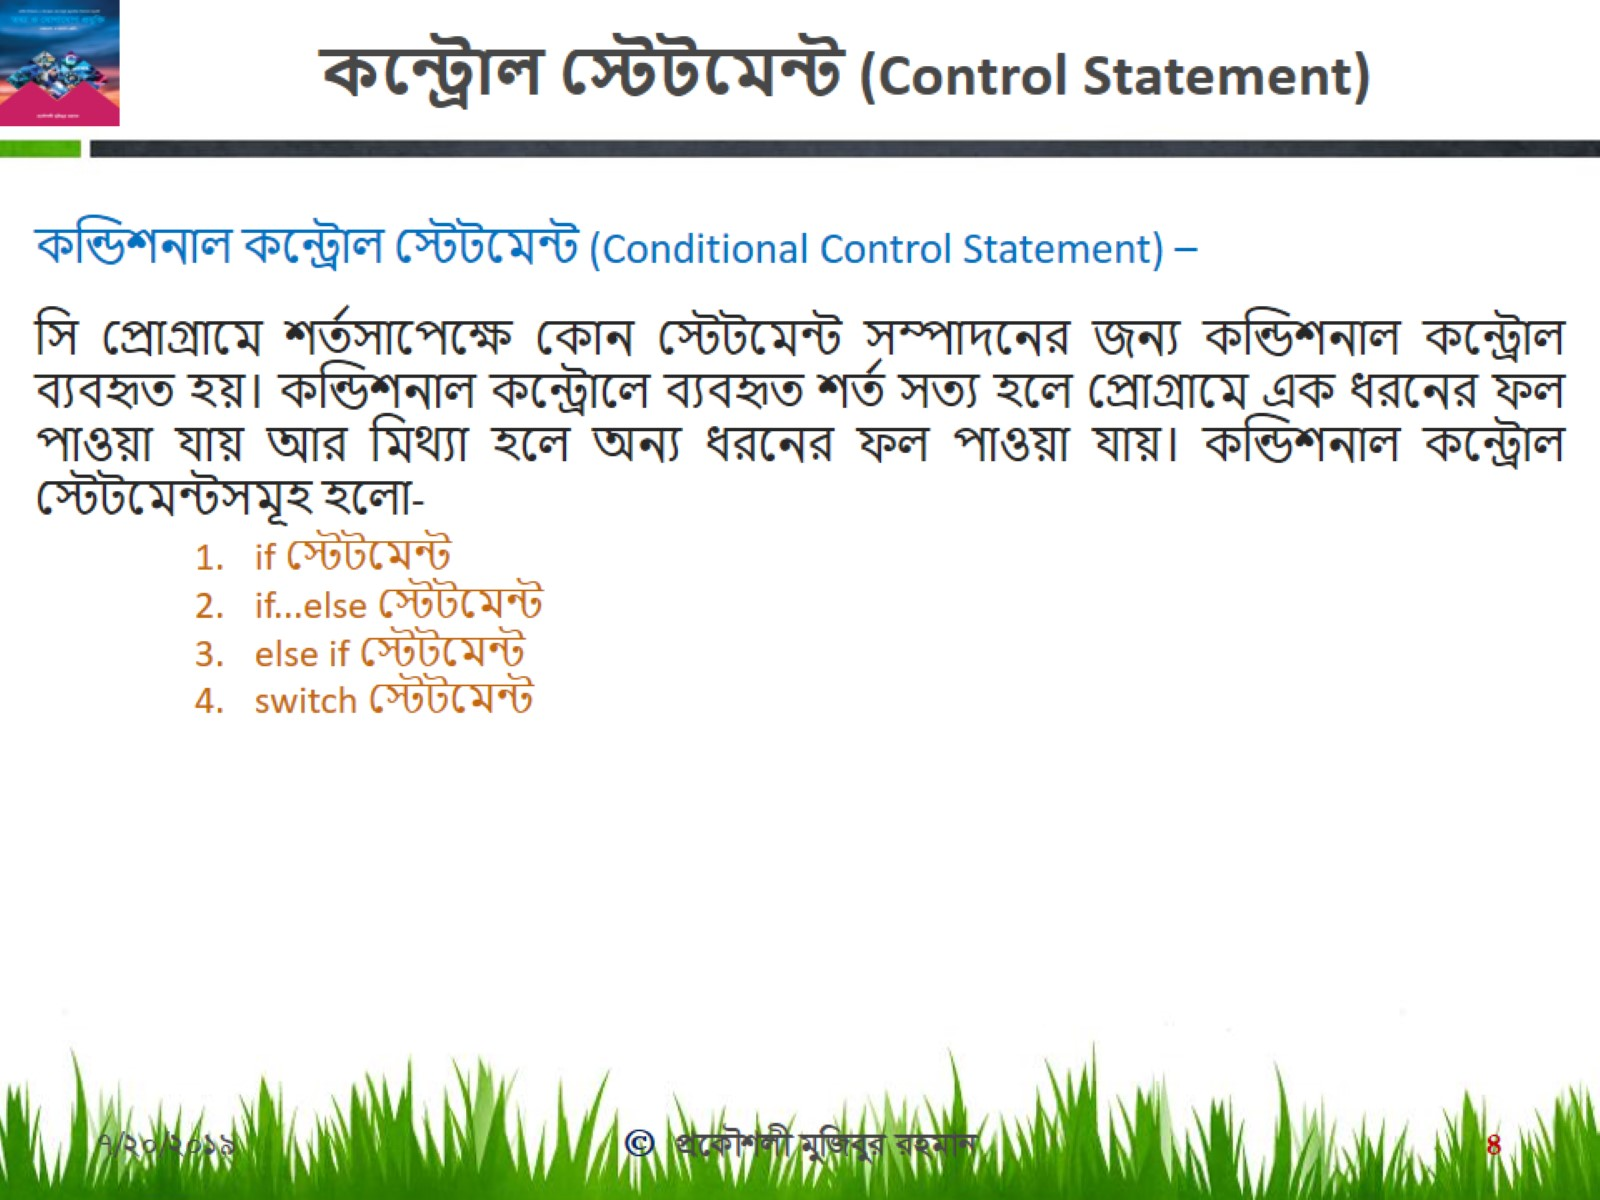 কন্ট্রোল স্টেটমেন্ট (Control Statement)
কন্ডিশনাল কন্ট্রোল স্টেটমেন্ট (Conditional Control Statement) –
সি প্রোগ্রামে শর্তসাপেক্ষে কোন স্টেটমেন্ট সম্পাদনের জন্য কন্ডিশনাল কন্ট্রোল
ব্যবহৃত হয়। কন্ডিশনাল কন্ট্রোলে ব্যবহৃত শর্ত সত্য হলে প্রোগ্রামে এক ধরনের ফল
পাওয়া যায় আর মিথ্যা হলে অন্য ধরনের ফল পাওয়া যায়। কন্ডিশনাল কন্ট্রোল
স্টেটমেন্টসমূহ হলো-
1. if স্টেটমেন্ট
2. if...else স্টেটমেন্ট
3. else if স্টেটমেন্ট
4. switch স্টেটমেন্ট
৭/২০/২০১৯
© প্রকৌশলী মুজিবুর রহমান
8